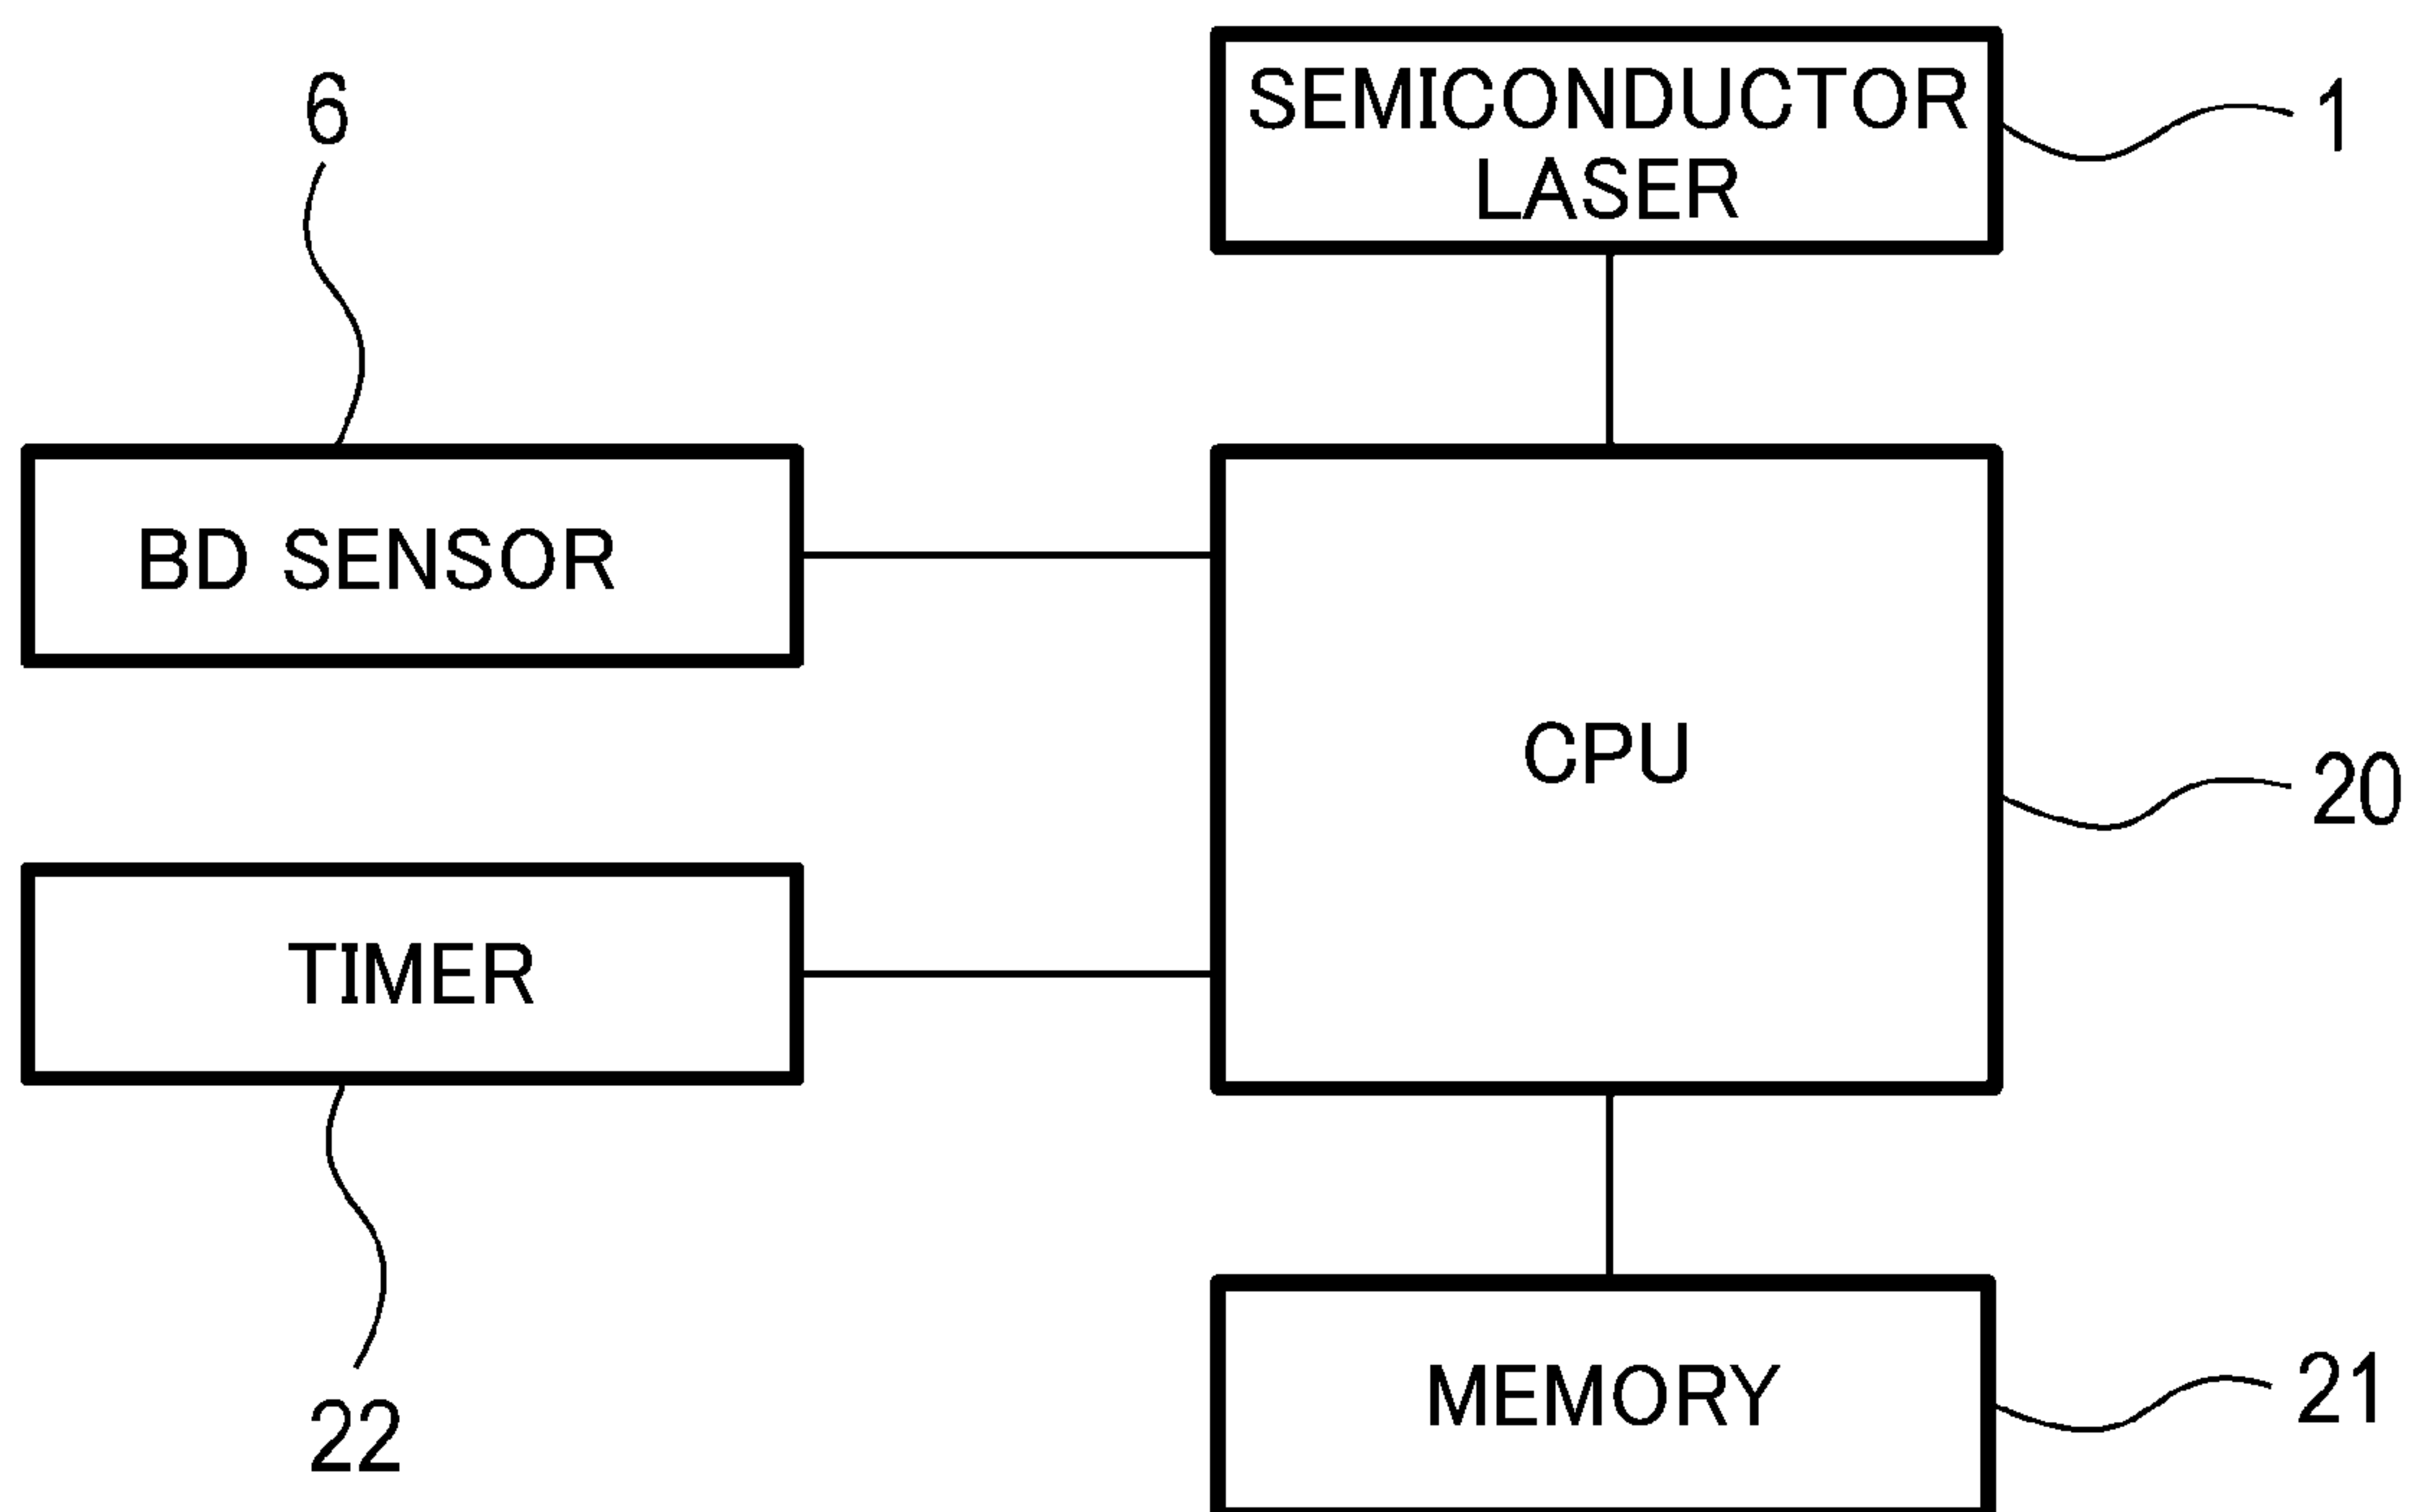 6
SEMICONDUCTOR
LASER
1
BD SENSOR
CPU
20
TIMER
22
MEMORY
21